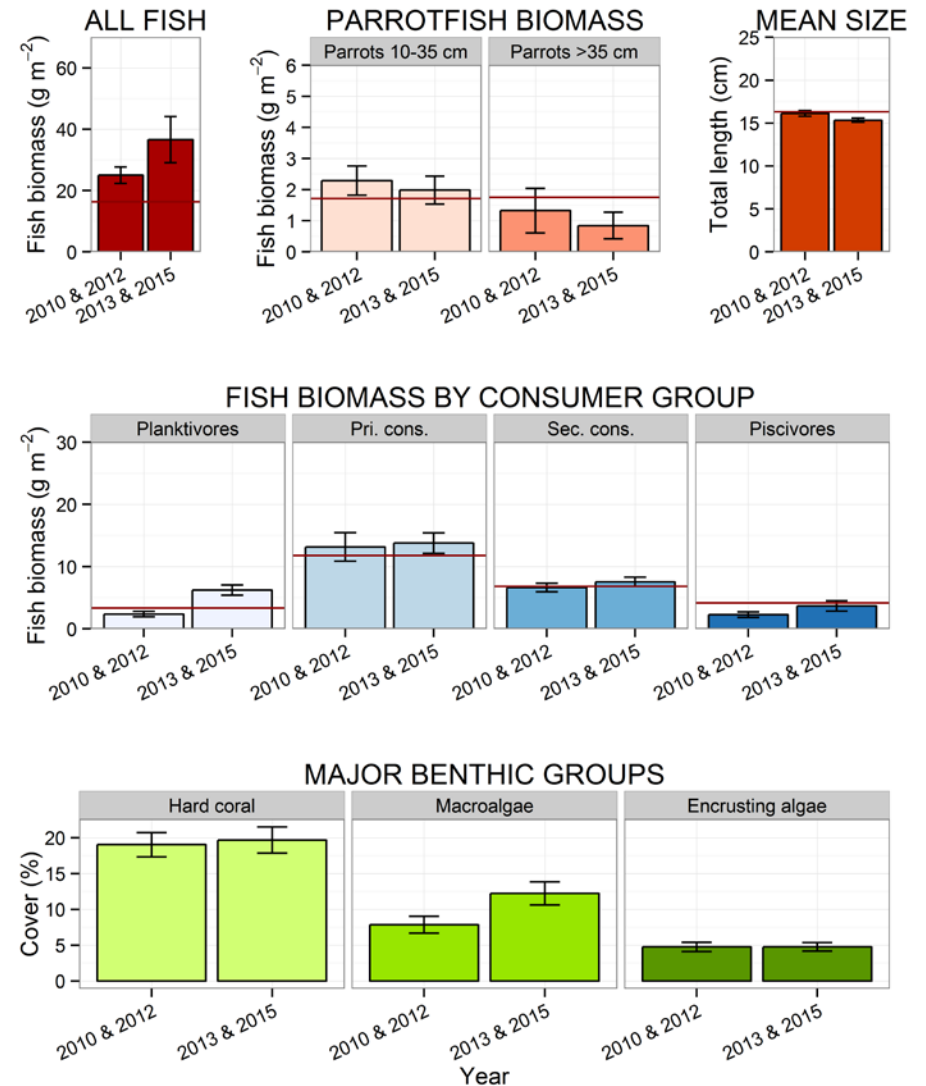 ALL FISH
Fish biomass (g m⁻²)
60
40
20
0
2010 & 2012
2013 & 2015
PARROTFISH BIOMASS
Parrots 10-35 cm
Parrots >35 cm
Fish biomass (g m⁻²)
6
5
4
3
2
1
0
2010 & 2012
2013 & 2015
2010 & 2012
2013 & 2015
MEAN SIZE
Total length (cm)
25
20
15
10
5
0
2010 & 2012
2013 & 2015
FISH BIOMASS BY CONSUMER GROUP
Planktivores
Pri. cons.
Sec. cons.
Piscivores
Fish biomass (g m⁻²)
30
20
10
0
2010 & 2012
2013 & 2015
2010 & 2012
2013 & 2015
2010 & 2012
2013 & 2015
2010 & 2012
2013 & 2015
MAJOR BENTHIC GROUPS
Hard coral
Macroalgae
Encrusting algae
Cover (%)
20
15
10
5
0
2010 & 2012
2013 & 2015
2010 & 2012
2013 & 2015
2010 & 2012
2013 & 2015
Year